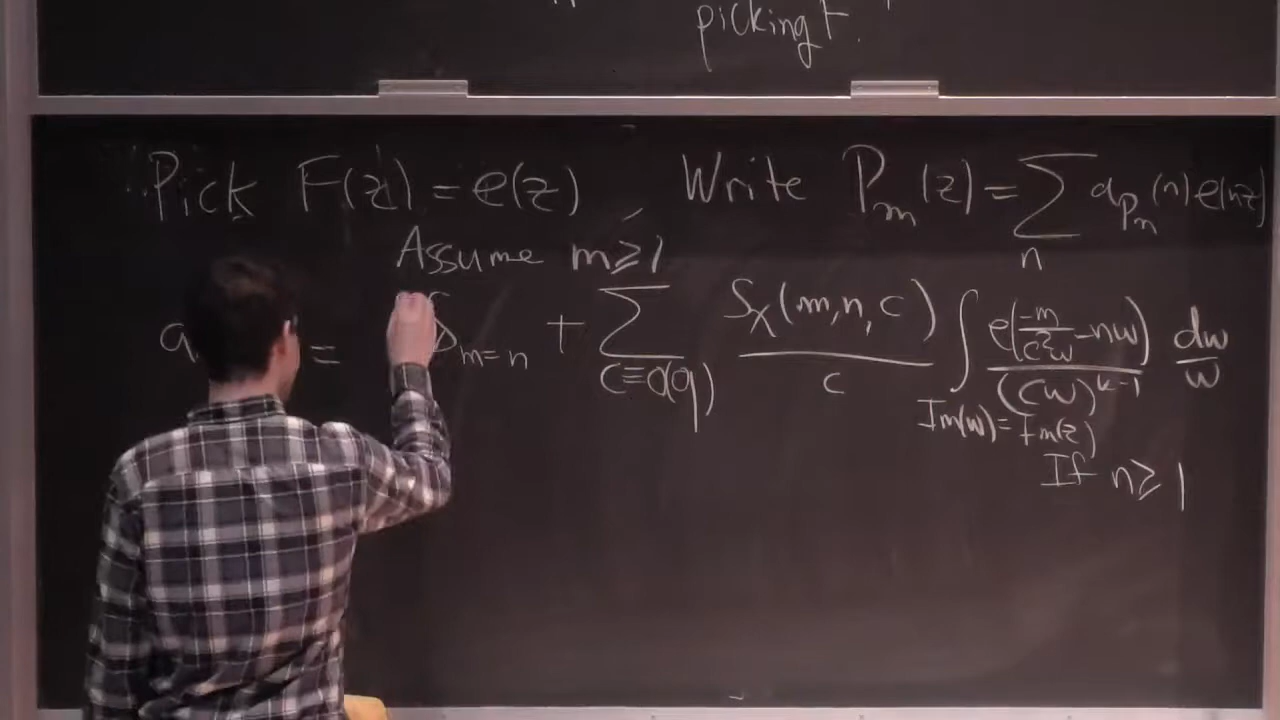 picking F.
Pick F(z) = e(z) Write P_m(z) = ∑_n a_{P_m}(n) e(nz)
Assume m ≥ 1
a = δ_{m=n} + ∑_{c≡0(q)} S_χ(m,n,c)/c ∫_{Im(w)=Im(z)} e(-m/(c²w) - nw)/(cw)^{k-1} dw/w
If n ≥ 1